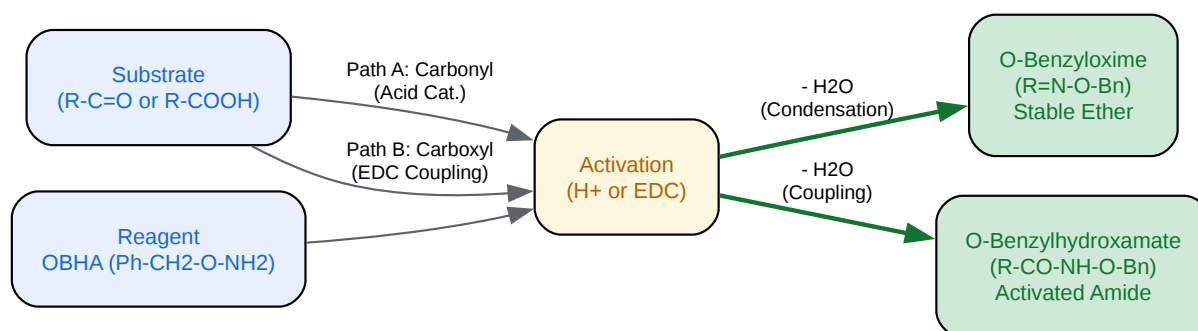 Substrate
(R-C=O or R-COOH)
Reagent
OBHA (Ph-CH2-O-NH2)
Path A: Carbonyl
(Acid Cat.)
Path B: Carboxyl
(EDC Coupling)
Activation
(H+ or EDC)
- H2O
(Condensation)
- H2O
(Coupling)
O-Benzyloxime
(R=N-O-Bn)
Stable Ether
O-Benzylhydroxamate
(R-CO-NH-O-Bn)
Activated Amide